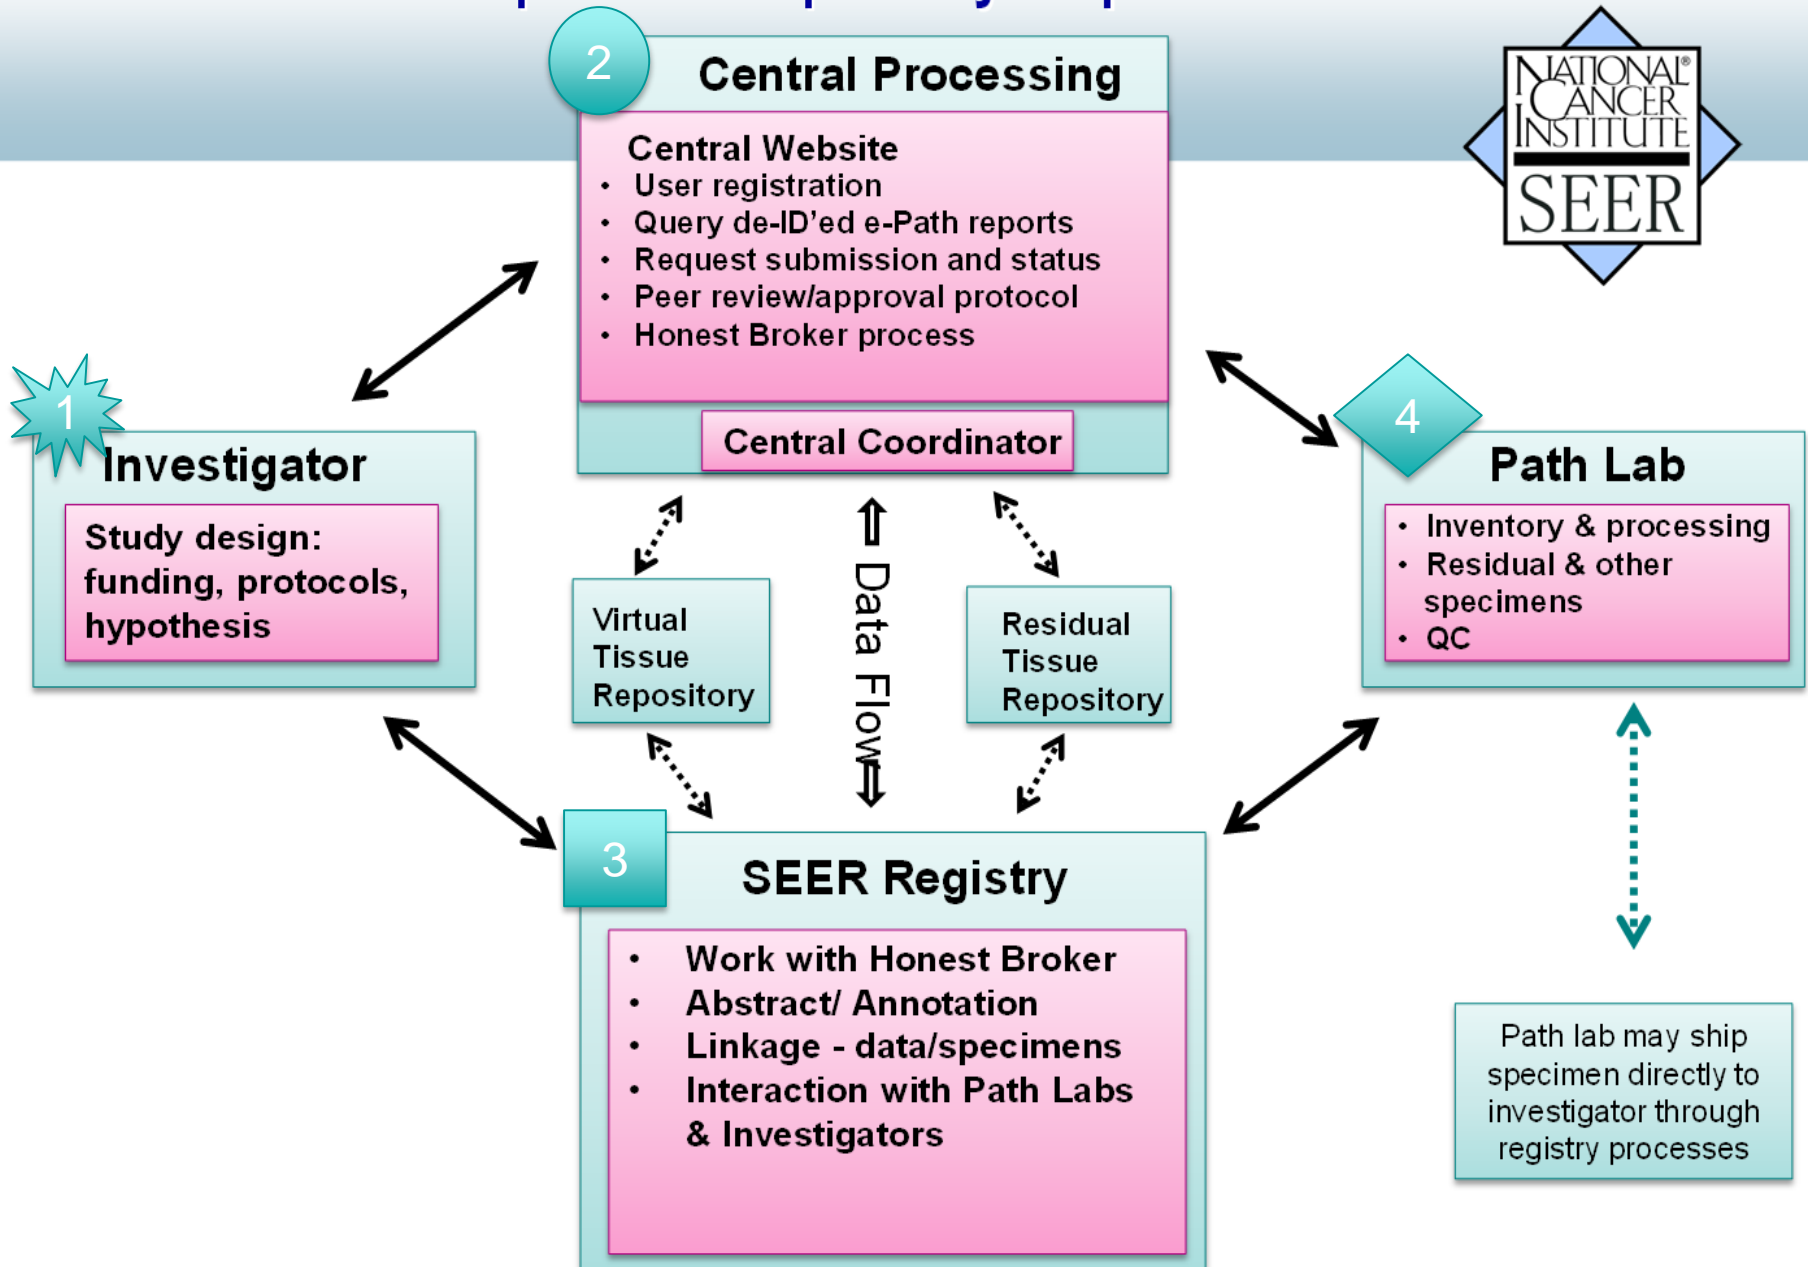 2
Central Processing
Central Website
• User registration
• Query de-ID’ed e-Path reports
• Request submission and status
• Peer review/approval protocol
• Honest Broker process
Central Coordinator
NATIONAL®
CANCER
INSTITUTE
SEER
1
Investigator
Study design:
funding, protocols,
hypothesis
4
Path Lab
• Inventory & processing
• Residual & other
specimens
• QC
Virtual
Tissue
Repository
Data Flow
Residual
Tissue
Repository
3
SEER Registry
• Work with Honest Broker
• Abstract/ Annotation
• Linkage - data/specimens
• Interaction with Path Labs
& Investigators
Path lab may ship
specimen directly to
investigator through
registry processes